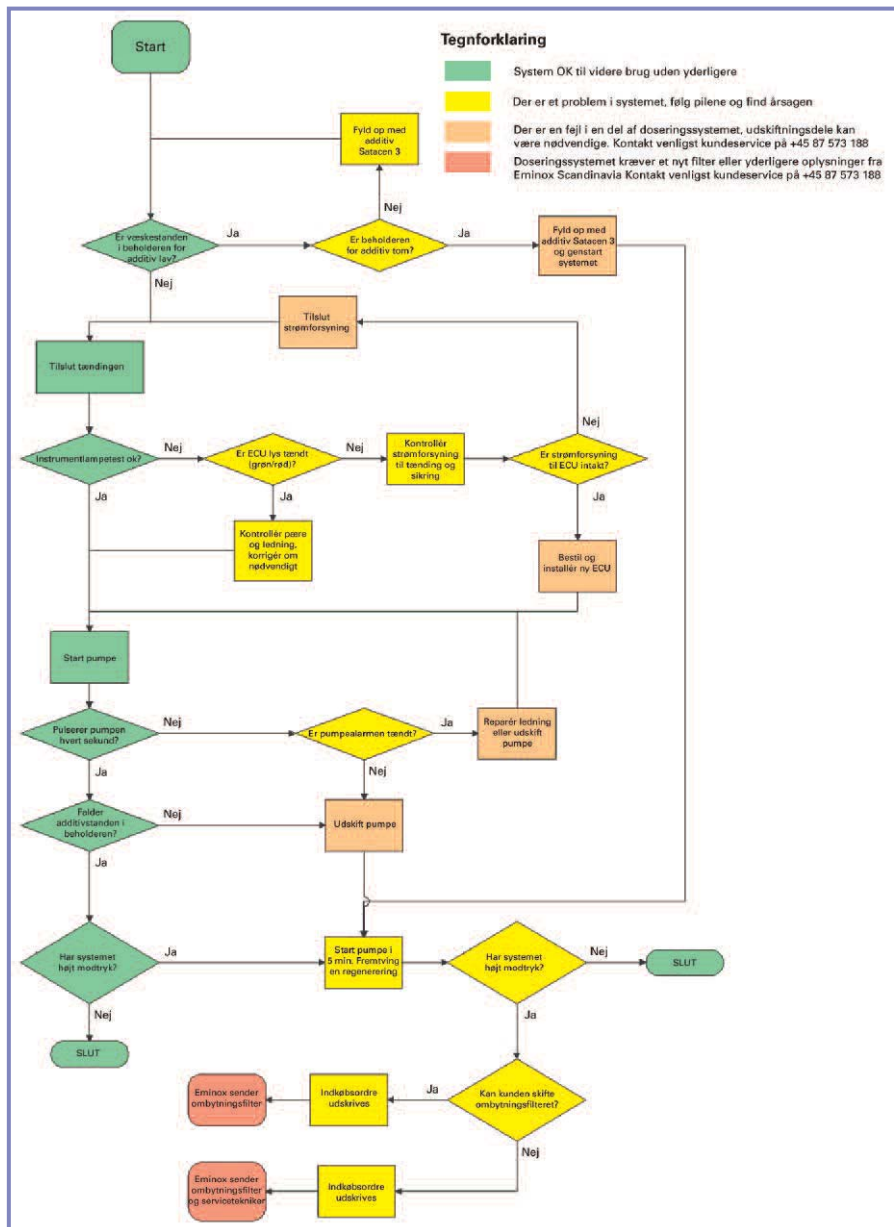 Start
Tegnforklaring
System OK til videre brug uden yderligere
Der er et problem i systemet, følg pilene og find årsagen
Der er en fejl i en del af doseringssystemet, udskiftningsdele kan
være nødvendige. Kontakt venligst kundeservice på +45 87 573 188
Doseringssystemet kræver et nyt filter eller yderligere oplysninger fra
Eminox Scandinavia Kontakt venligst kundeservice på +45 87 573 188
Fyld op med
additiv
Satacen 3
Nej
Er væskestanden
i beholderen for
additiv lav?
Ja
Er beholderen
for additiv tom?
Ja
Fyld op med
additiv Satacen 3
og genstart
systemet
Nej
Tilslut
strømforsyning
Tilslut tændingen
Nej
Instrumentlampetest ok?
Nej
Er ECU lys tændt
(grøn/rød)?
Nej
Kontrollér
strømforsyning
til tænding og
sikring
Er strømforsyning
til ECU intakt?
Ja
Ja
Ja
Kontrollér pære
og ledning,
korrigér om
nødvendigt
Bestil og
installér ny ECU
Start pumpe
Pulserer pumpen
hvert sekund?
Nej
Er pumpealarmen tændt?
Ja
Reparér ledning
eller udskift
pumpe
Ja
Nej
Falder
additivstanden i
beholderen?
Nej
Udskift pumpe
Ja
Har systemet
højt modtryk?
Ja
Start pumpe i
5 min. Fremtving
en regenerering
Har systemet
højt modtryk?
Nej
SLUT
Nej
SLUT
Ja
Kan kunden skifte
ombytningsfilteret?
Ja
Indkøbsordre
udskrives
Eminox sender
ombytningsfilter
Nej
Indkøbsordre
udskrives
Eminox sender
ombytningsfilter
og servicetekniker